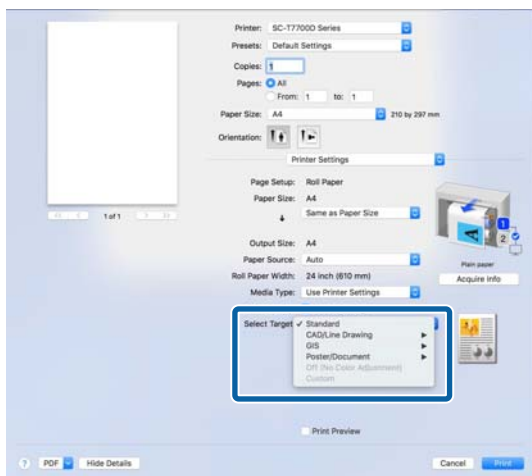 Printer: SC-T7700D Series
Presets: Default Settings
Copies: 1
Pages: All
From: 1 to: 1
Paper Size: A4 210 by 297 mm
Orientation:
Printer Settings
Page Setup: Roll Paper
Paper Size: A4
Same as Paper Size
Output Size: A4
Paper Source: Auto
Roll Paper Width: 24 inch (610 mm)
Media Type: Use Printer Settings
1 of 1
A
1
2
Plain paper
Acquire Info
Select Target ✓ Standard
CAD/Line Drawing
GIS
Poster/Document
Off (No Color Adjustment)
Custom
Print Preview
? PDF Hide Details Cancel Print